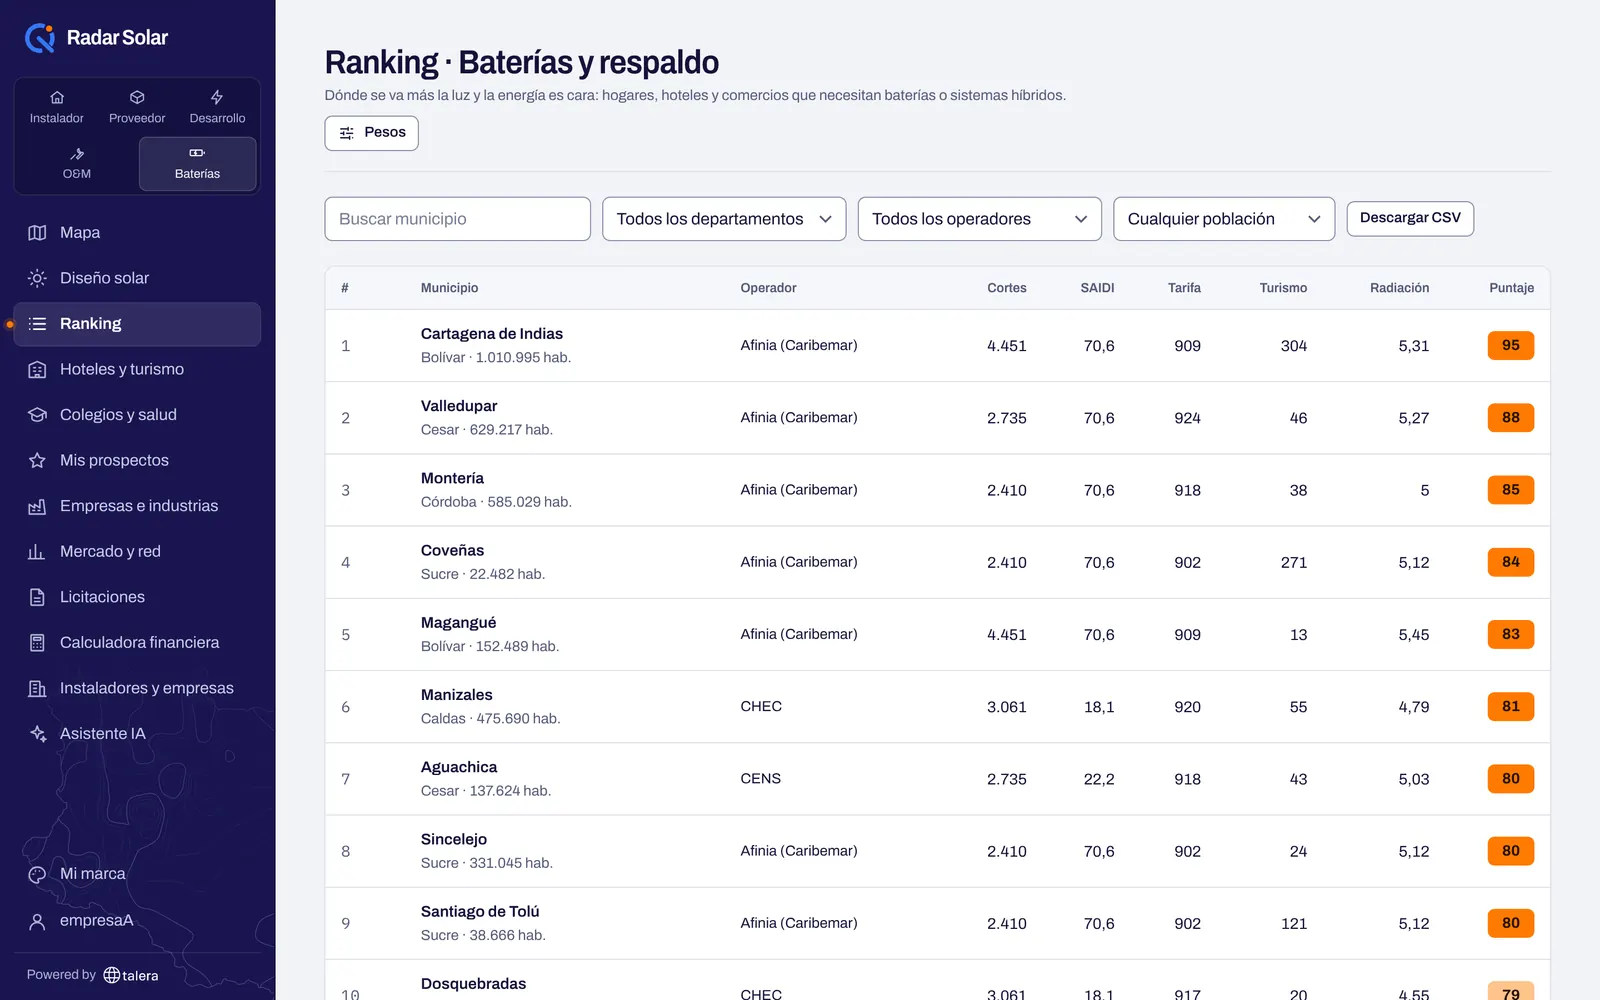 Radar Solar
Instalador
Proveedor
Desarrollo
O&M
Baterías
Mapa
Diseño solar
Ranking
Hoteles y turismo
Colegios y salud
Mis prospectos
Empresas e industrias
Mercado y red
Licitaciones
Calculadora financiera
Instaladores y empresas
Asistente IA
Mi marca
empresaA
Powered by talera
Ranking · Baterías y respaldo
Dónde se va más la luz y la energía es cara: hogares, hoteles y comercios que necesitan baterías o sistemas híbridos.
Pesos
Buscar municipio Todos los departamentos Todos los operadores Cualquier población Descargar CSV
# Municipio Operador Cortes SAIDI Tarifa Turismo Radiación Puntaje
1 Cartagena de Indias Afinia (Caribemar) 4.451 70,6 909 304 5,31 95
Bolívar · 1.010.995 hab.
2 Valledupar Afinia (Caribemar) 2.735 70,6 924 46 5,27 88
Cesar · 629.217 hab.
3 Montería Afinia (Caribemar) 2.410 70,6 918 38 5 85
Córdoba · 585.029 hab.
4 Coveñas Afinia (Caribemar) 2.410 70,6 902 271 5,12 84
Sucre · 22.482 hab.
5 Magangué Afinia (Caribemar) 4.451 70,6 909 13 5,45 83
Bolívar · 152.489 hab.
6 Manizales CHEC 3.061 18,1 920 55 4,79 81
Caldas · 475.690 hab.
7 Aguachica CENS 2.735 22,2 918 43 5,03 80
Cesar · 137.624 hab.
8 Sincelejo Afinia (Caribemar) 2.410 70,6 902 24 5,12 80
Sucre · 331.045 hab.
9 Santiago de Tolú Afinia (Caribemar) 2.410 70,6 902 121 5,12 80
Sucre · 38.666 hab.
10 Dosquebradas CHEC 3.061 18,1 917 20 4,55 79